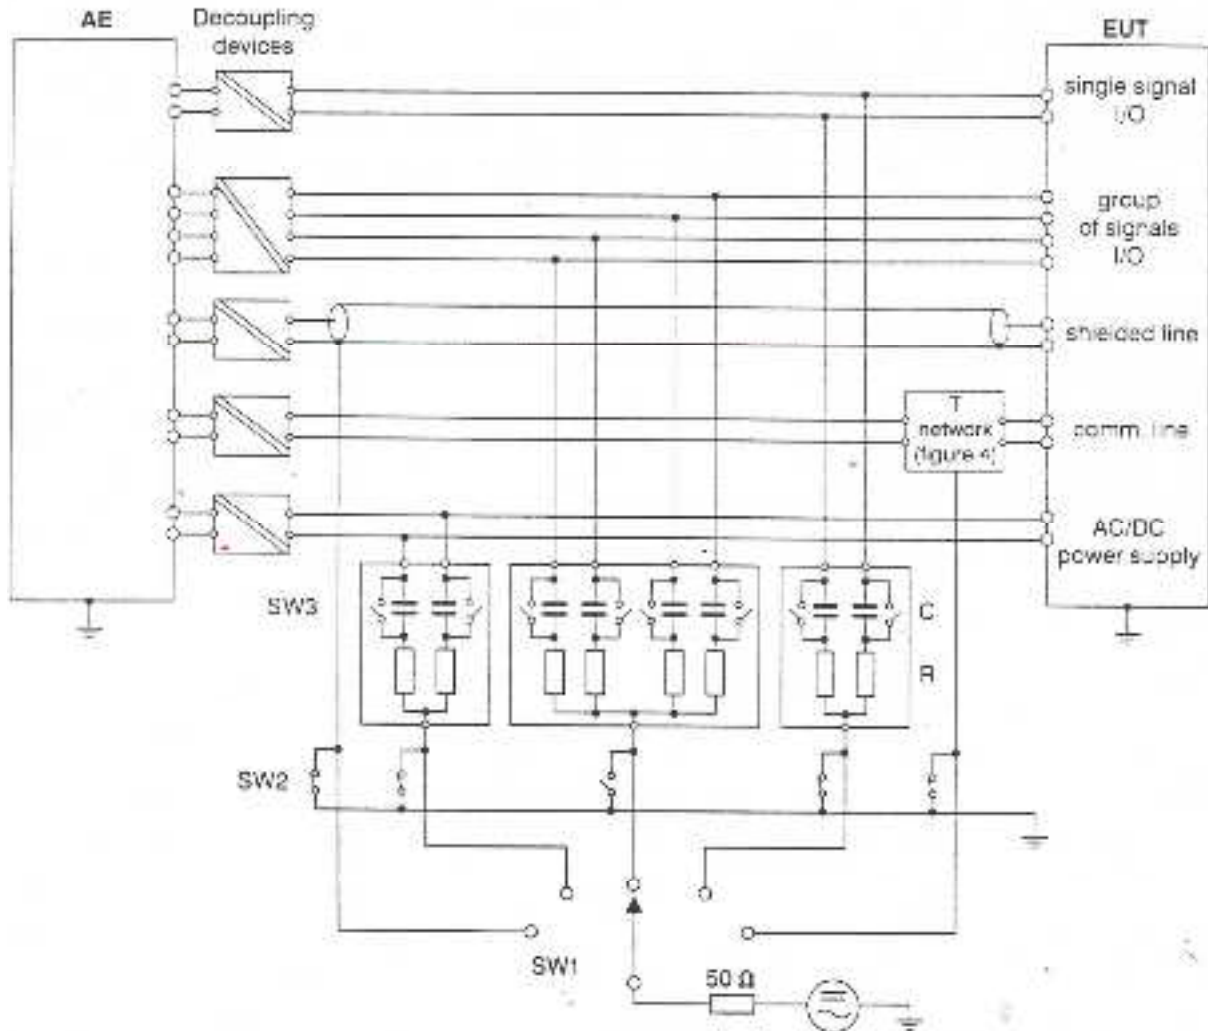 AE
Decoupling
devices
EUT
single signal
I/O
group
of signals
I/O
shielded line
T
network
(figure 4)
comm. line
AC/DC
power supply
SW3
C
R
SW2
SW1
50 Ω